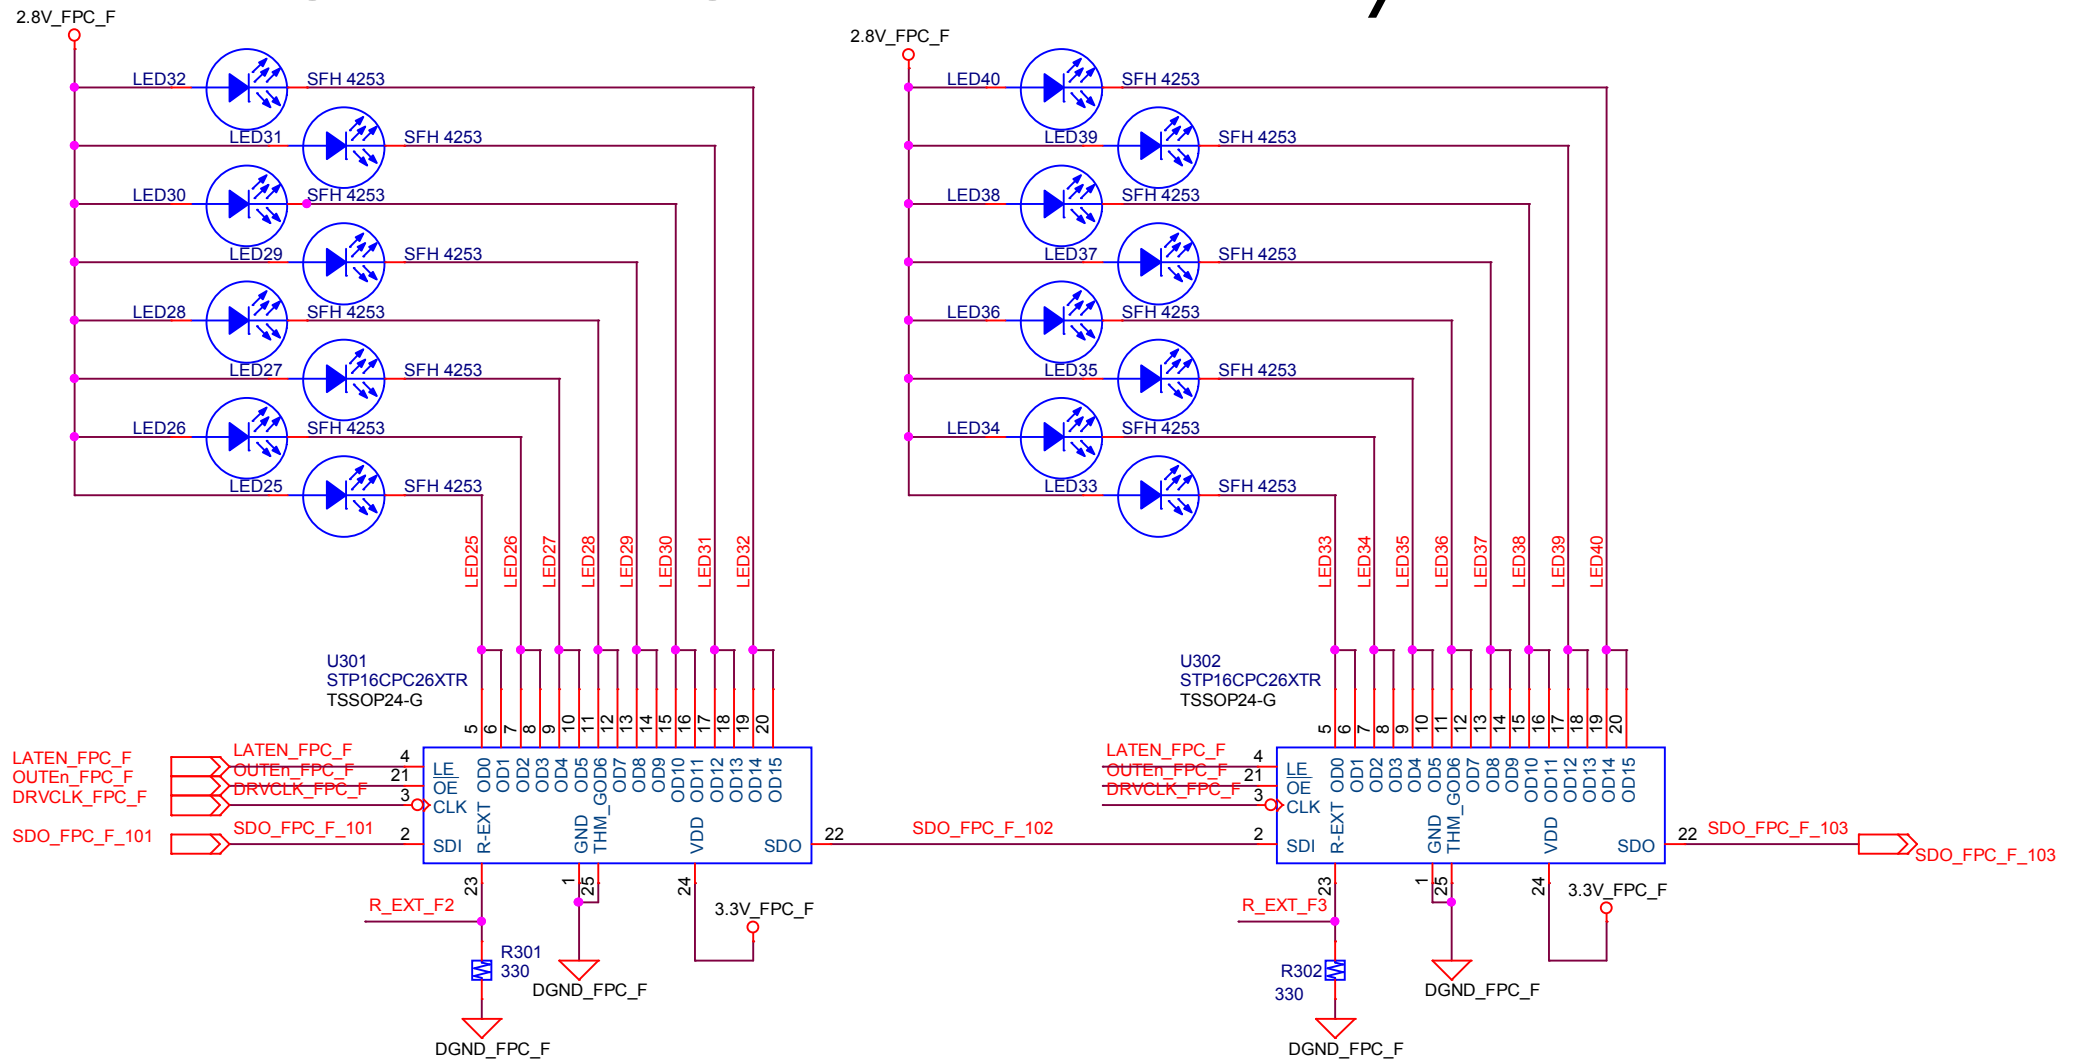 2.8V_FPC_F
2.8V_FPC_F
LED32 SFH 4253
LED31 SFH 4253
LED30 SFH 4253
LED29 SFH 4253
LED28 SFH 4253
LED27 SFH 4253
LED26 SFH 4253
LED25 SFH 4253
LED40 SFH 4253
LED39 SFH 4253
LED38 SFH 4253
LED37 SFH 4253
LED36 SFH 4253
LED35 SFH 4253
LED34 SFH 4253
LED33 SFH 4253
LED25
LED26
LED27
LED28
LED29
LED30
LED31
LED32
LED33
LED34
LED35
LED36
LED37
LED38
LED39
LED40
U301
STP16CPC26XTR
TSSOP24-G
5 6 7 8 9 10 11 12 13 14 15 16 17 18 19 20
LATEN_FPC_F LATEN_FPC_F 4 LE
OUTEn_FPC_F OUTEn_FPC_F 21 OE
DRVCLK_FPC_F DRVCLK_FPC_F 3 CLK
SDO_FPC_F_101 SDO_FPC_F_101 2 SDI
OD0
OD1
OD2
OD3
OD4
OD5
OD6
OD7
OD8
OD9
OD10
OD11
OD12
OD13
OD14
OD15
R-EXT
GND
THM_G
VDD
SDO
22 SDO_FPC_F_102
23
1
25
24
R_EXT_F2
3.3V_FPC_F
R301
330
DGND_FPC_F
DGND_FPC_F
U302
STP16CPC26XTR
TSSOP24-G
5 6 7 8 9 10 11 12 13 14 15 16 17 18 19 20
LATEN_FPC_F 4 LE
OUTEn_FPC_F 21 OE
DRVCLK_FPC_F 3 CLK
2 SDI
OD0
OD1
OD2
OD3
OD4
OD5
OD6
OD7
OD8
OD9
OD10
OD11
OD12
OD13
OD14
OD15
R-EXT
GND
THM_G
VDD
SDO
22 SDO_FPC_F_103
SDO_FPC_F_103
23
1
25
24
R_EXT_F3
3.3V_FPC_F
R302
330
DGND_FPC_F
DGND_FPC_F